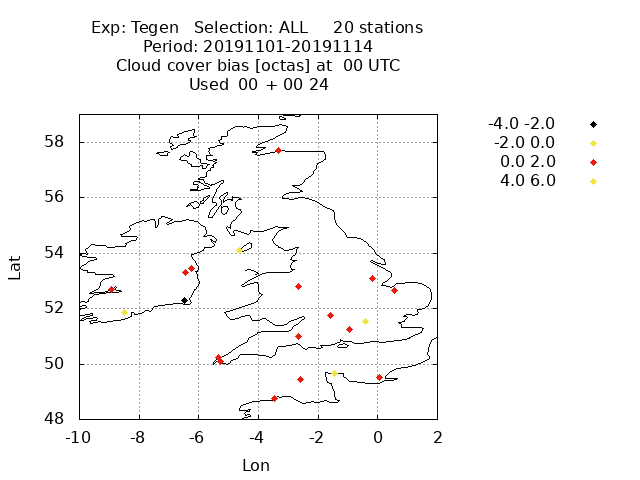 Exp: Tegen   Selection: ALL     20 stations
Period: 20191101-20191114
Cloud cover bias [octas] at  00 UTC
Used  00 + 00 24
-4.0 -2.0
-2.0 0.0
0.0 2.0
4.0 6.0
58
56
54
52
50
48
Lat
-10 -8 -6 -4 -2 0 2
Lon